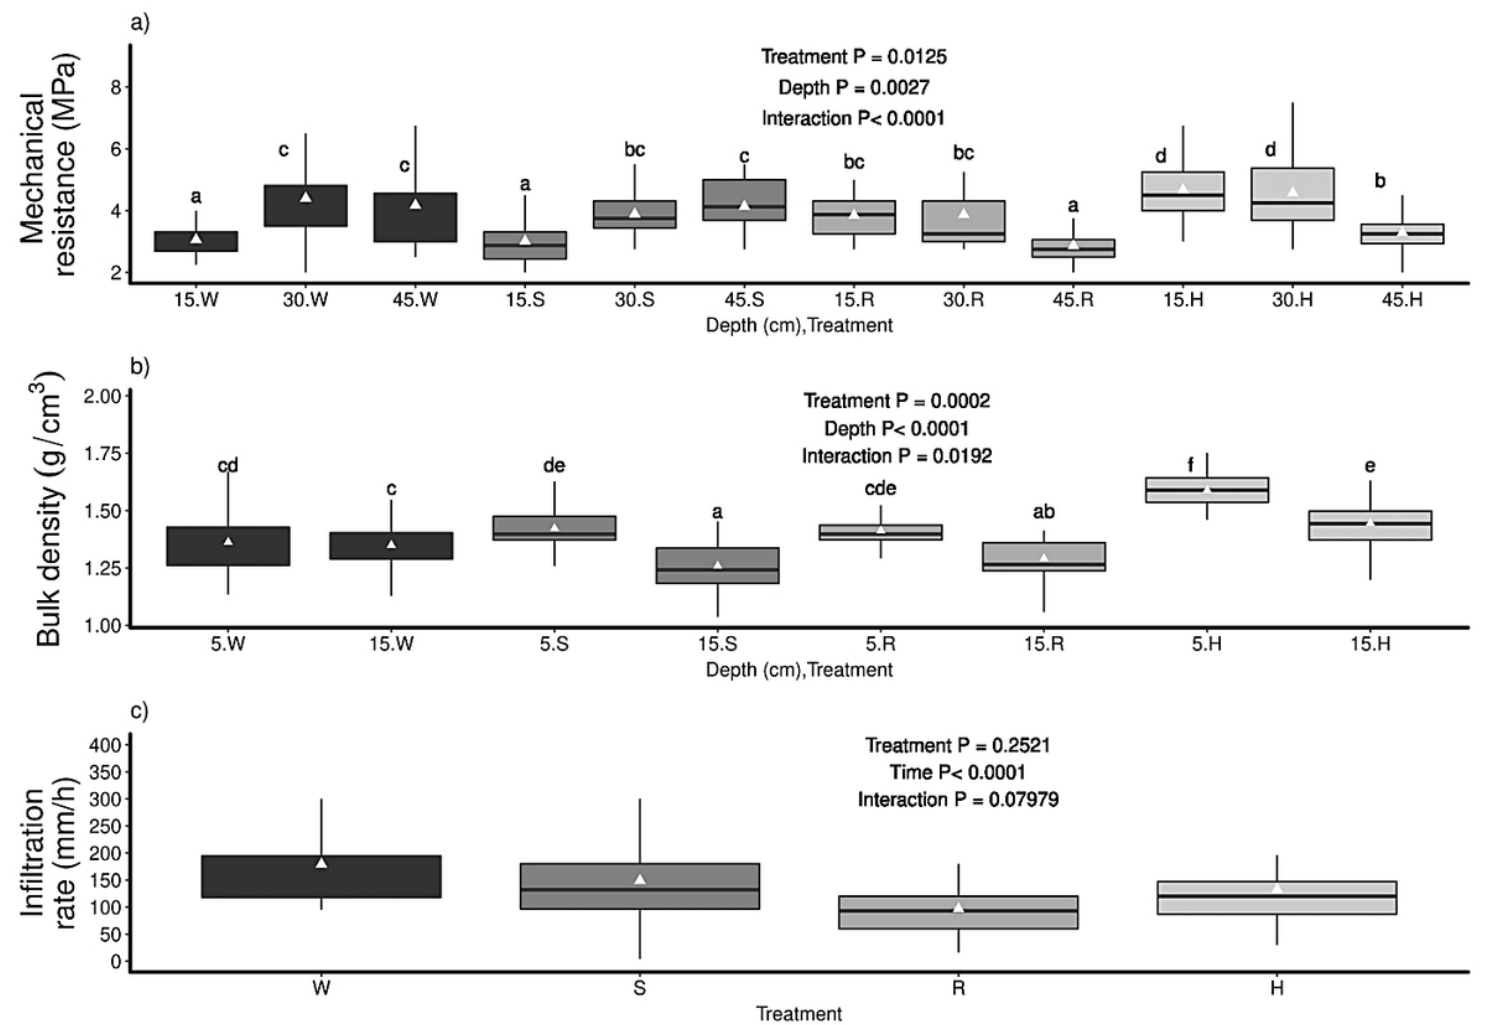 a)
Mechanical
resistance (MPa)
8
6
4
2
Treatment P = 0.0125
Depth P = 0.0027
Interaction P< 0.0001
a
c
c
a
bc
c
bc
bc
a
d
d
b
15.W 30.W 45.W 15.S 30.S 45.S 15.R 30.R 45.R 15.H 30.H 45.H
Depth (cm),Treatment
b)
Bulk density (g/cm³)
2.00
1.75
1.50
1.25
1.00
Treatment P = 0.0002
Depth P< 0.0001
Interaction P = 0.0192
cd
c
de
a
cde
ab
f
e
5.W 15.W 5.S 15.S 5.R 15.R 5.H 15.H
Depth (cm),Treatment
c)
Infiltration
rate (mm/h)
400
350
300
250
200
150
100
50
0
Treatment P = 0.2521
Time P< 0.0001
Interaction P = 0.07979
W S R H
Treatment